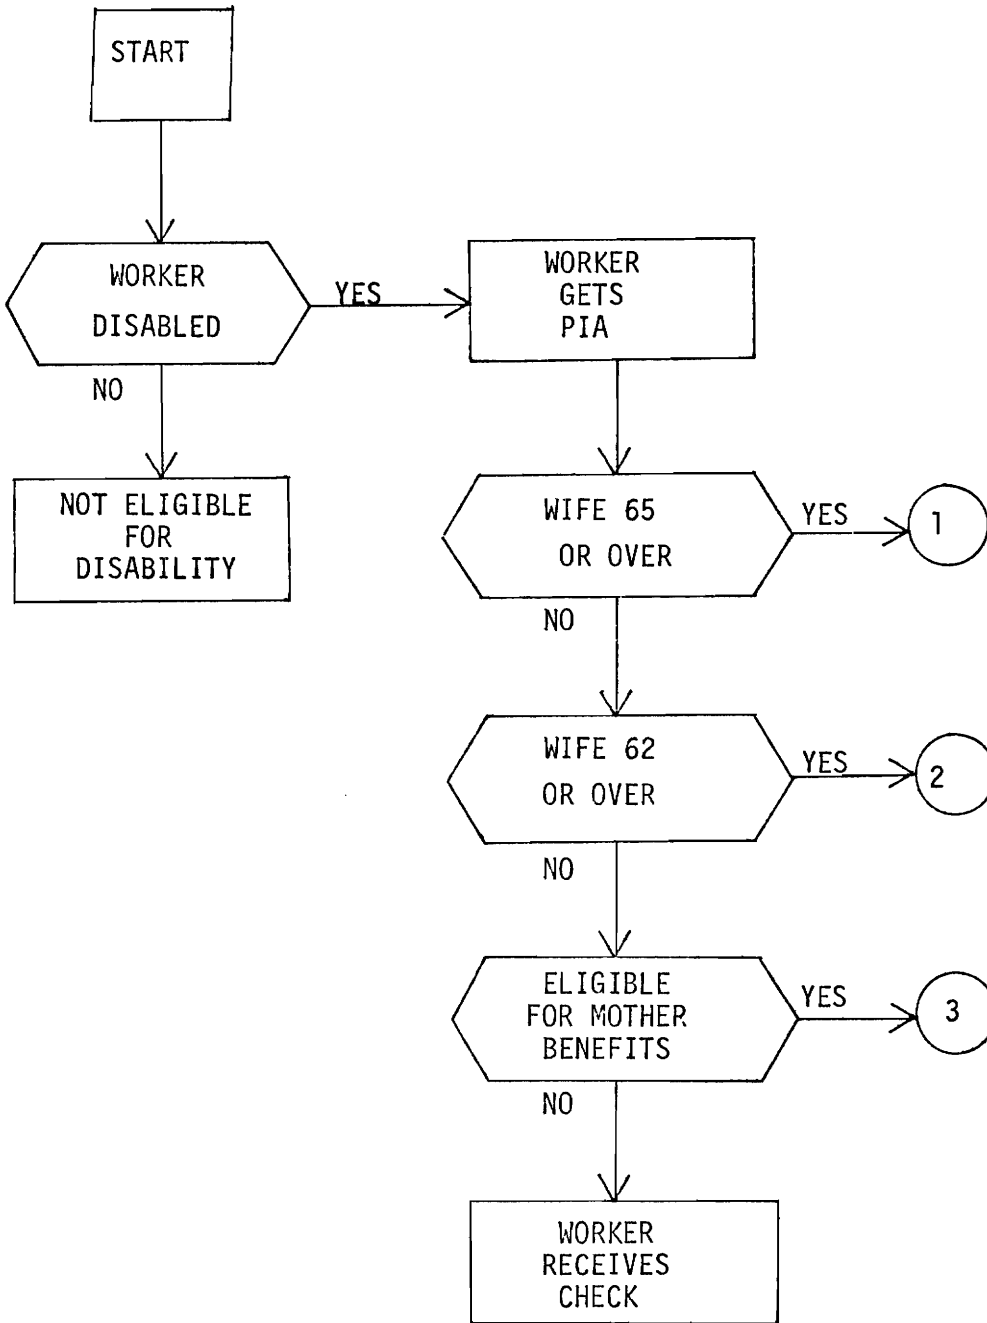 START
WORKER
DISABLED
YES
NO
NOT ELIGIBLE
FOR
DISABILITY
WORKER
GETS
PIA
WIFE 65
OR OVER
YES
1
NO
WIFE 62
OR OVER
YES
2
NO
ELIGIBLE
FOR MOTHER
BENEFITS
YES
3
NO
WORKER
RECEIVES
CHECK